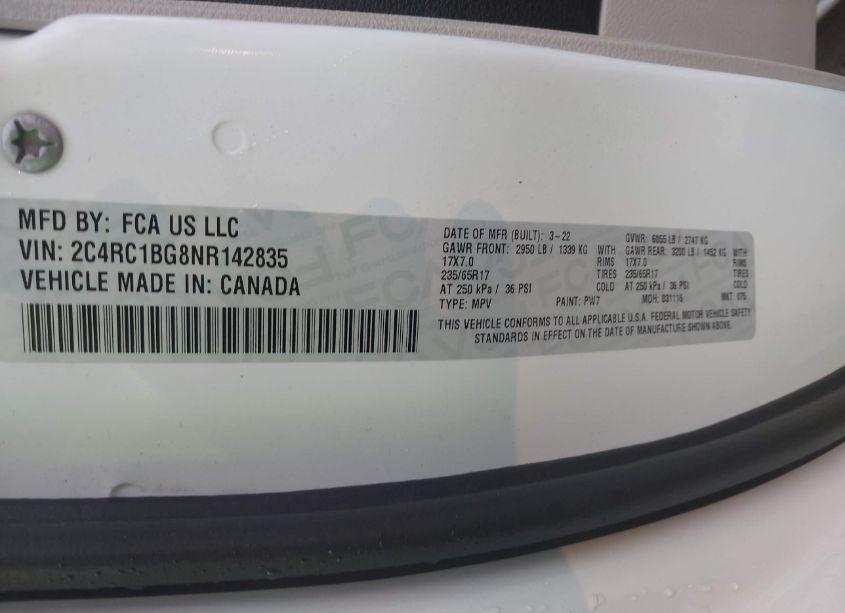 MFD BY: FCA US LLC
VIN: 2C4RC1BG8NR142835
VEHICLE MADE IN: CANADA
DATE OF MFR (BUILT): 3-22 GVWR: 6055 LB / 2747 KG
GAWR FRONT: 2950 LB / 1339 KG WITH GAWR REAR: 3200 LB / 1452 KG WITH
17X7.0 RIMS 17X7.0 RIMS
235/65R17 TIRES 235/65R17 TIRES
AT 250 kPa / 36 PSI COLD AT 250 kPa / 36 PSI COLD
TYPE: MPV PAINT: PW7 MDH: 031116 MKT: 075
THIS VEHICLE CONFORMS TO ALL APPLICABLE U.S.A. FEDERAL MOTOR VEHICLE SAFETY
STANDARDS IN EFFECT ON THE DATE OF MANUFACTURE SHOWN ABOVE.